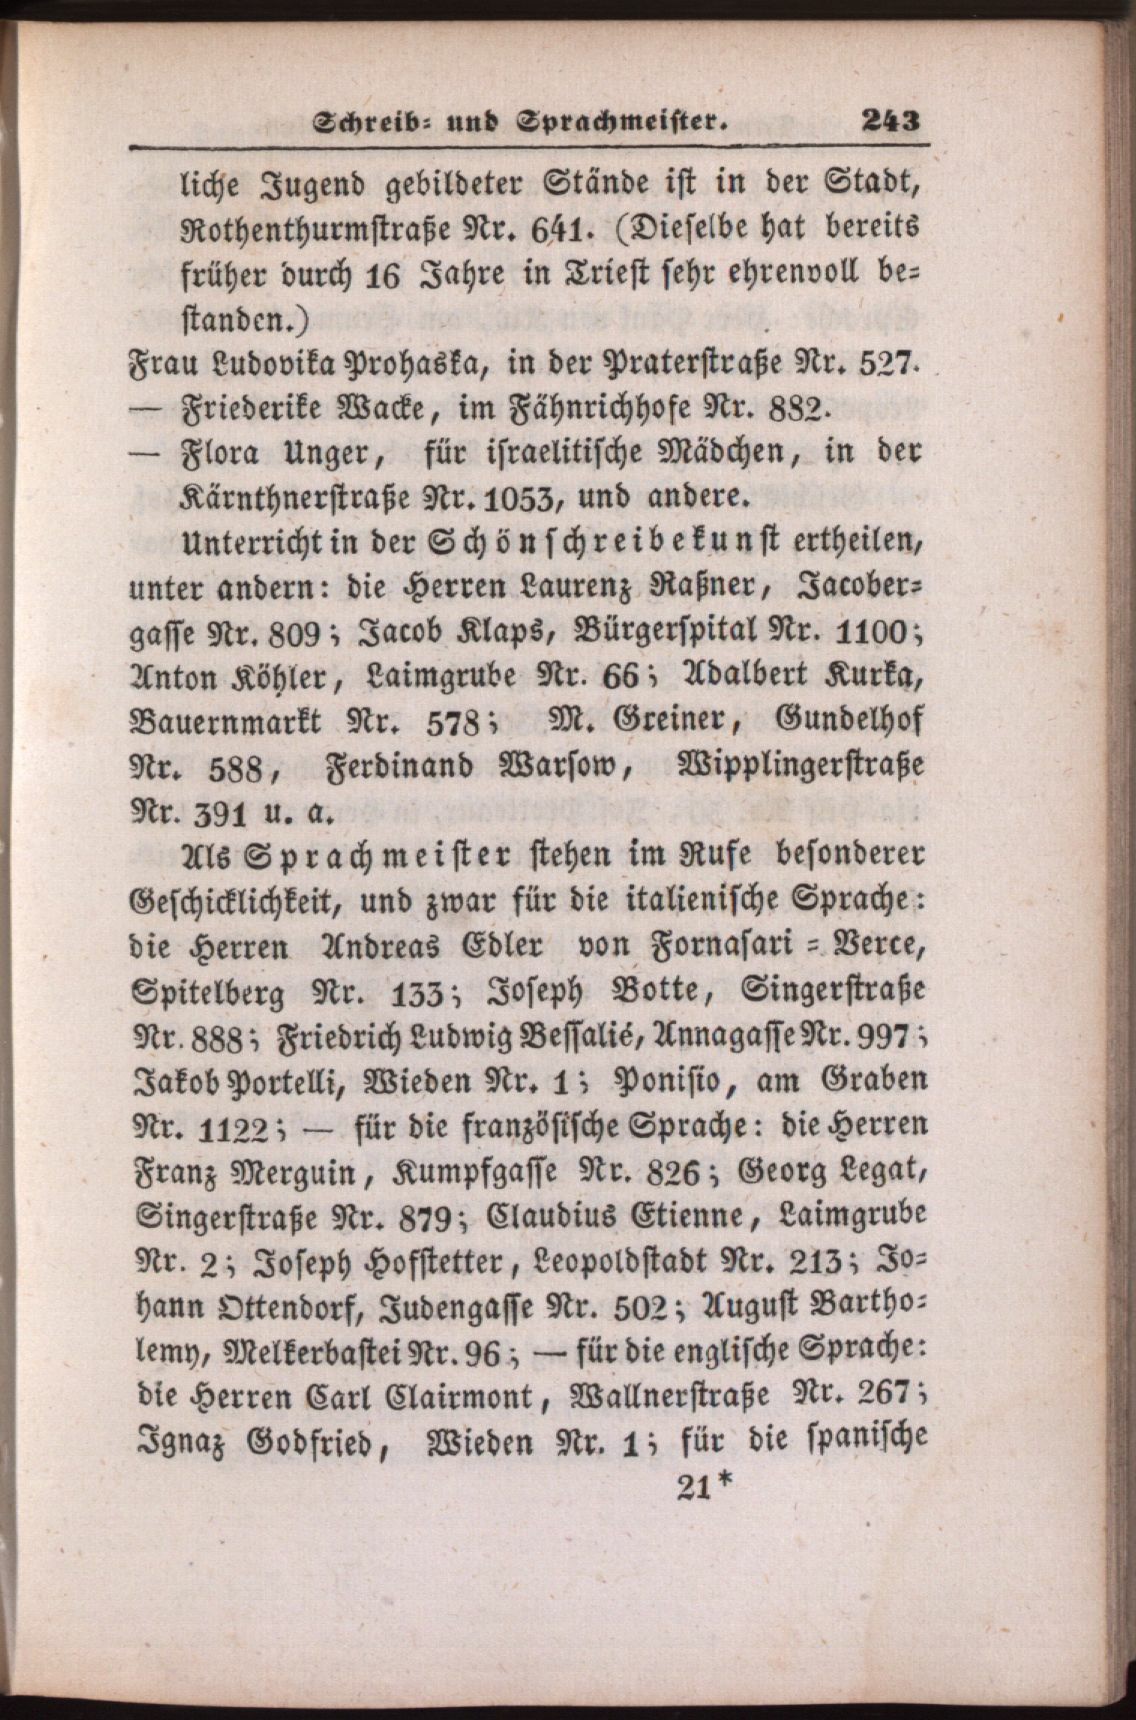 Schreib- und Sprachmeister. 243
liche Jugend gebildeter Stände ist in der Stadt,
Rothenthurmstraße Nr. 641. (Dieselbe hat bereits
früher durch 16 Jahre in Triest sehr ehrenvoll be-
standen.)
Frau Ludovika Prohaska, in der Praterstraße Nr. 527.
— Friederike Wacke, im Fähnrichhofe Nr. 882.
— Flora Unger, für israelitische Mädchen, in der
Kärnthnerstraße Nr. 1053, und andere.
Unterricht in der Schönschreibekunst ertheilen,
unter andern: die Herren Laurenz Raßner, Jacober-
gasse Nr. 809; Jacob Klaps, Bürgerspital Nr. 1100;
Anton Köhler, Laimgrube Nr. 66; Adalbert Kurka,
Bauernmarkt Nr. 578; M. Greiner, Gundelhof
Nr. 588, Ferdinand Warsow, Wipplingerstraße
Nr. 391 u. a.
Als Sprachmeister stehen im Rufe besonderer
Geschicklichkeit, und zwar für die italienische Sprache:
die Herren Andreas Edler von Fornasari-Verce,
Spitelberg Nr. 133; Joseph Botte, Singerstraße
Nr. 888; Friedrich Ludwig Bessalié, Annagasse Nr. 997;
Jakob Portelli, Wieden Nr. 1; Ponisio, am Graben
Nr. 1122; — für die französische Sprache: die Herren
Franz Merguin, Kumpfgasse Nr. 826; Georg Legat,
Singerstraße Nr. 879; Claudius Etienne, Laimgrube
Nr. 2; Joseph Hofstetter, Leopoldstadt Nr. 213; Jo-
hann Ottendorf, Judengasse Nr. 502; August Bartho-
lemy, Melkerbastei Nr. 96; — für die englische Sprache:
die Herren Carl Clairmont, Wallnerstraße Nr. 267;
Ignaz Godfried, Wieden Nr. 1; für die spanische
21*